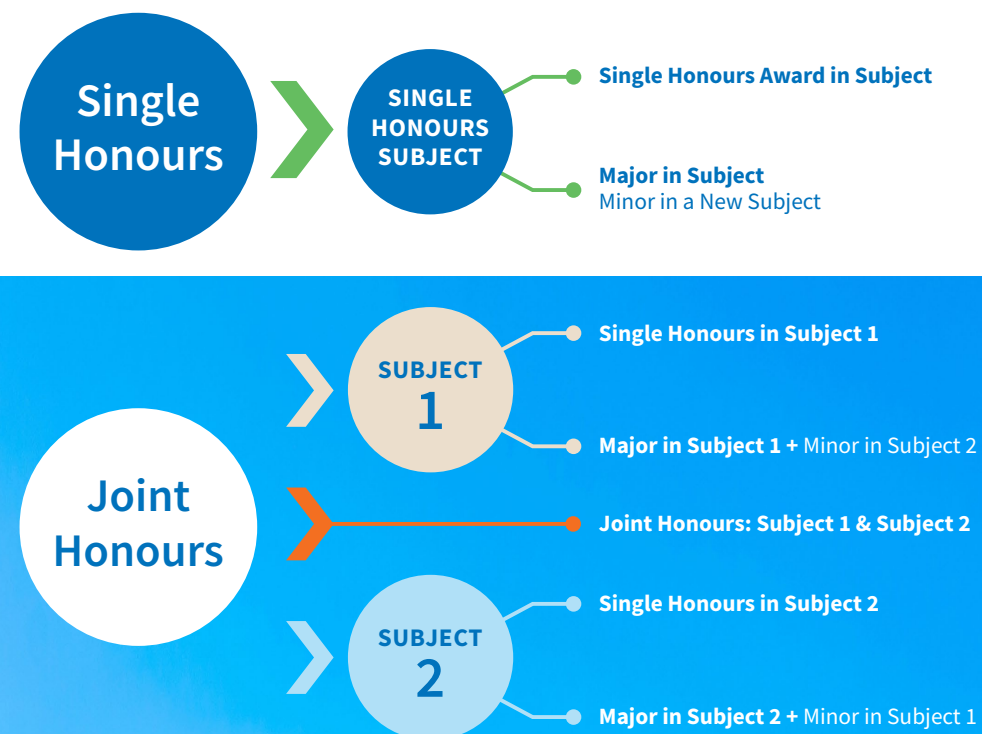 Single
Honours
SINGLE
HONOURS
SUBJECT
Single Honours Award in Subject
Major in Subject
Minor in a New Subject
Joint
Honours
SUBJECT
1
Single Honours in Subject 1
Major in Subject 1 + Minor in Subject 2
Joint Honours: Subject 1 & Subject 2
SUBJECT
2
Single Honours in Subject 2
Major in Subject 2 + Minor in Subject 1